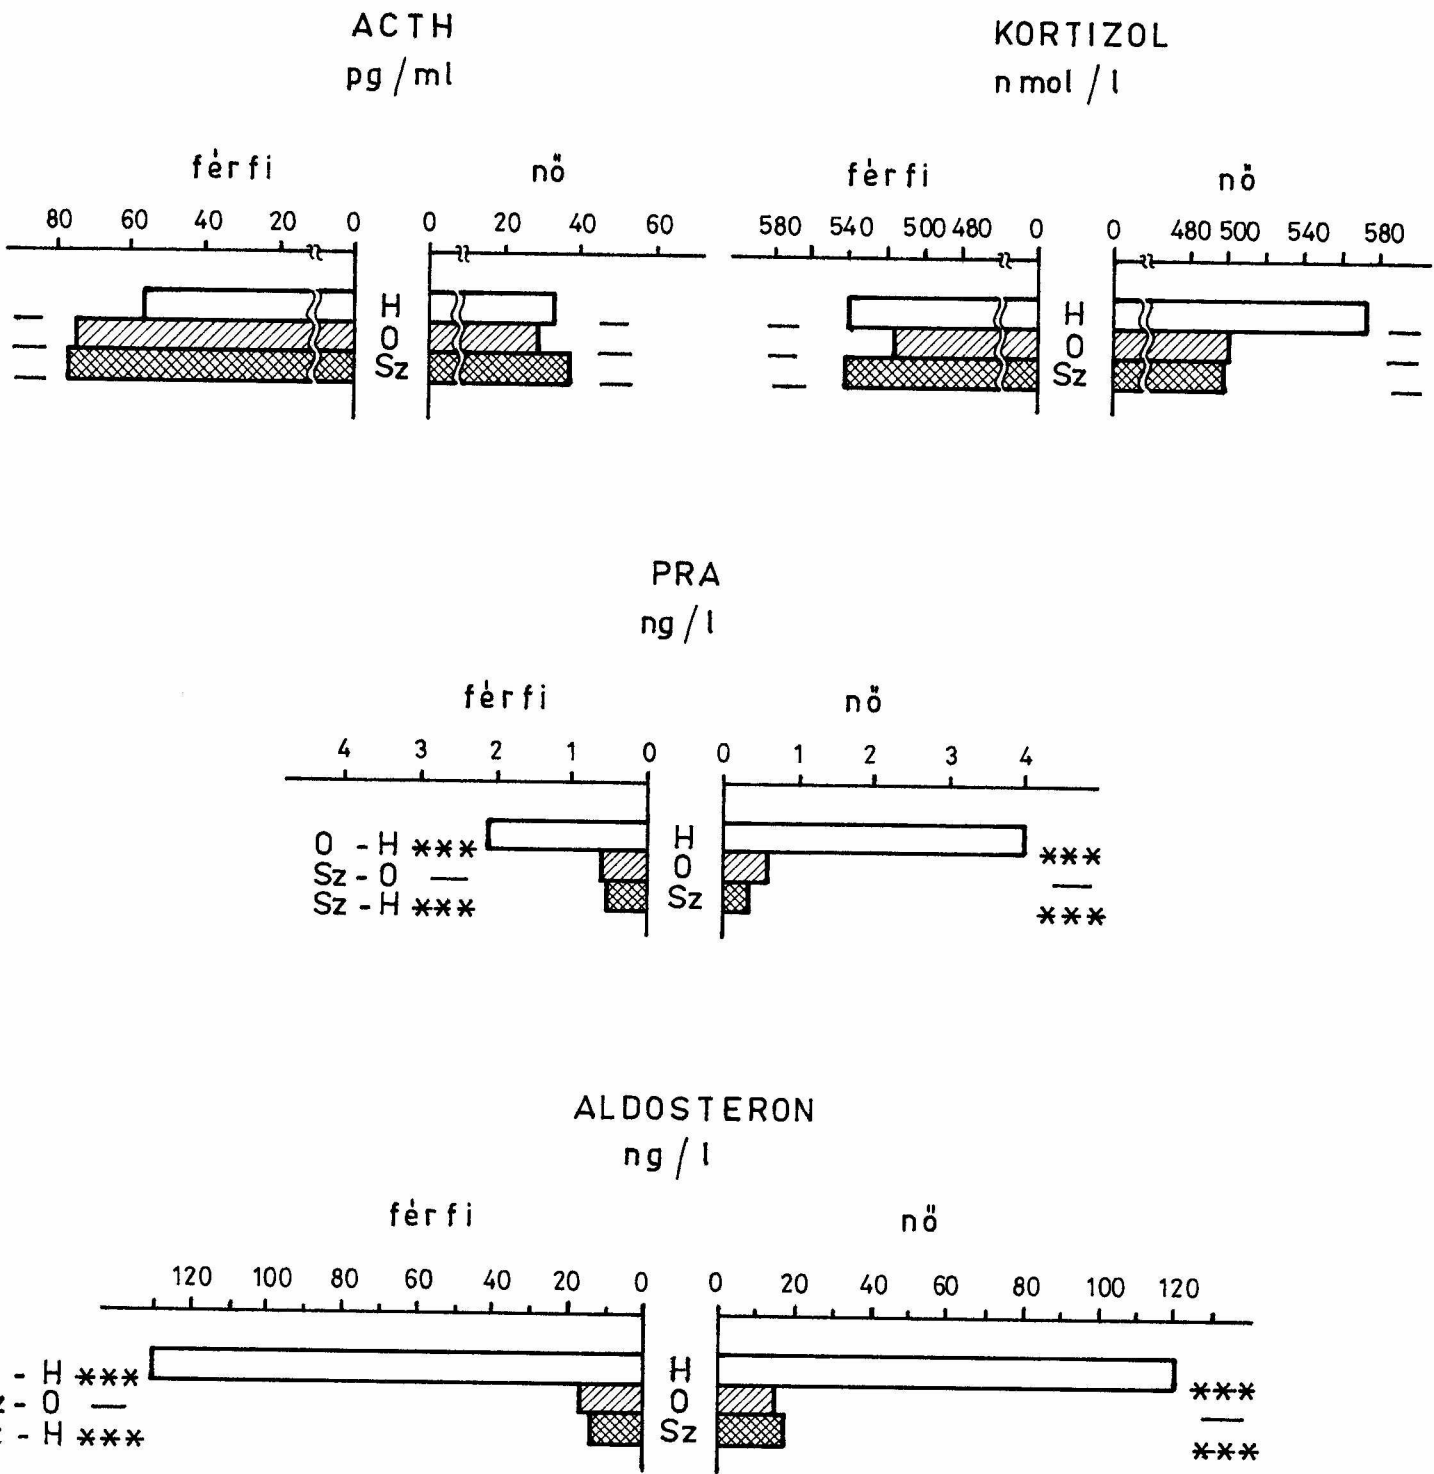 ACTH
pg/ml
férfi nő
80 60 40 20 0 0 20 40 60
H
O
Sz
KORTIZOL
nmol/l
férfi nő
580 540 500 480 0 0 480 500 540 580
H
O
Sz
PRA
ng/l
férfi nő
4 3 2 1 0 0 1 2 3 4
O - H *** H ***
Sz - O — O —
Sz - H *** Sz ***
ALDOSTERON
ng/l
férfi nő
120 100 80 60 40 20 0 0 20 40 60 80 100 120
- H *** H ***
- O — O —
- H *** Sz ***